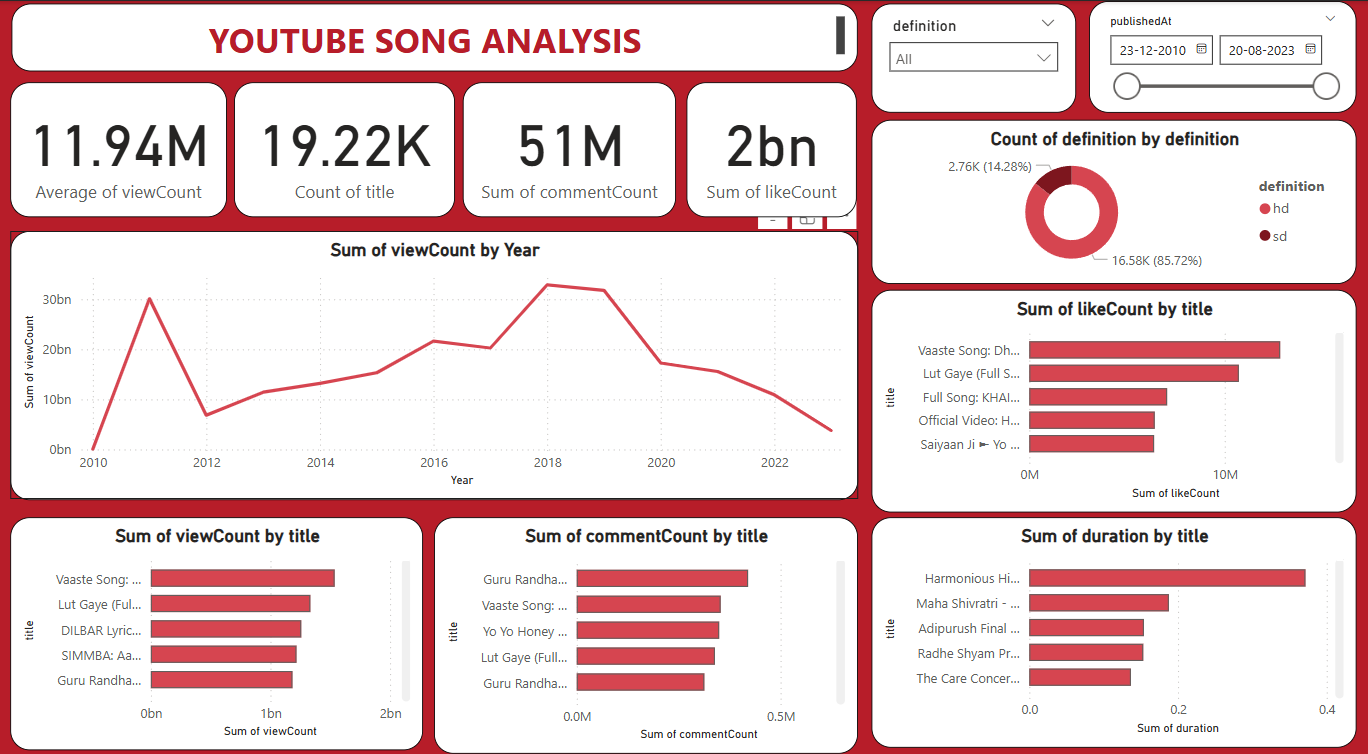 YOUTUBE SONG ANALYSIS
definition
All
publishedAt
23-12-2010
20-08-2023
11.94M
Average of viewCount
19.22K
Count of title
51M
Sum of commentCount
2bn
Sum of likeCount
Count of definition by definition
2.76K (14.28%)
16.58K (85.72%)
definition
hd
sd
Sum of viewCount by Year
Sum of viewCount
30bn
20bn
10bn
0bn
2010
2012
2014
2016
2018
2020
2022
Year
Sum of likeCount by title
title
Vaaste Song: Dh...
Lut Gaye (Full S...
Full Song: KHAI...
Official Video: H...
Saiyaan Ji ► Yo ...
0M
10M
Sum of likeCount
Sum of viewCount by title
title
Vaaste Song: ...
Lut Gaye (Ful...
DILBAR Lyric...
SIMMBA: Aa...
Guru Randha...
0bn
1bn
2bn
Sum of viewCount
Sum of commentCount by title
title
Guru Randha...
Vaaste Song: ...
Yo Yo Honey ...
Lut Gaye (Full...
Guru Randha...
0.0M
0.5M
Sum of commentCount
Sum of duration by title
title
Harmonious Hi...
Maha Shivratri - ...
Adipurush Final ...
Radhe Shyam Pr...
The Care Concer...
0.0
0.2
0.4
Sum of duration